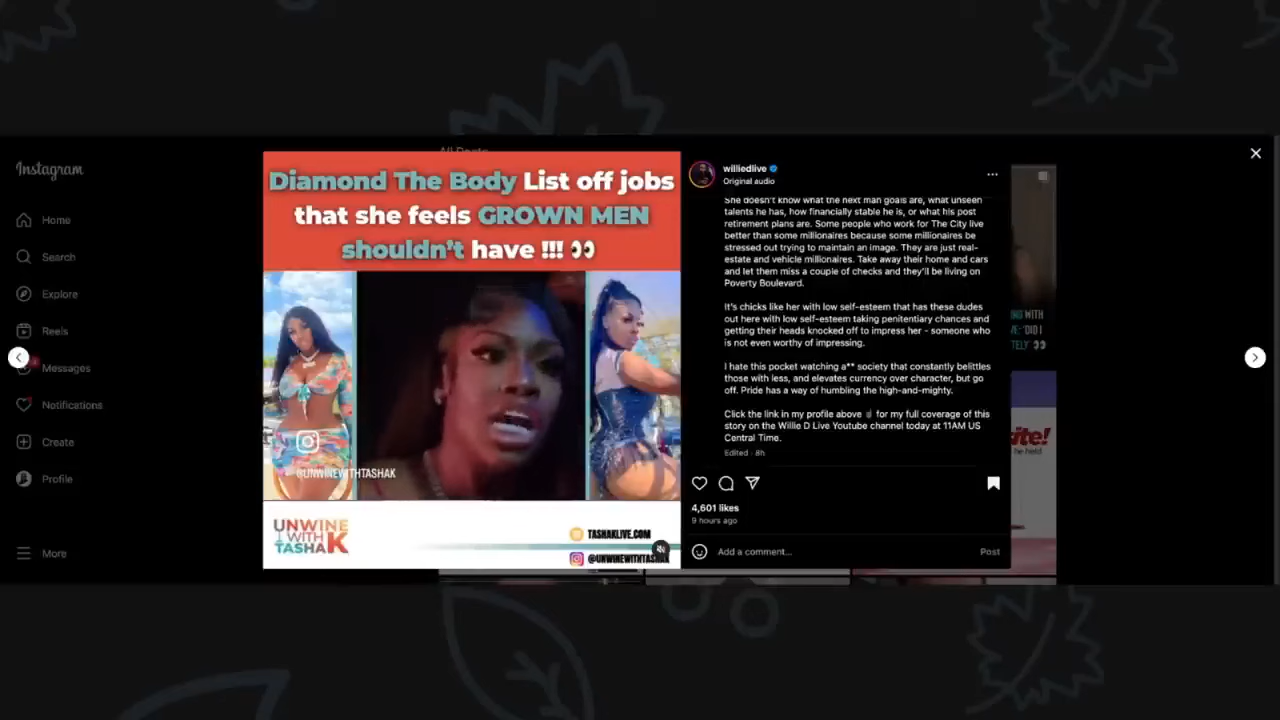 Instagram
Home
Search
Explore
Reels
Messages
Notifications
Create
Profile
More
All Posts
Diamond The Body List off jobs
that she feels GROWN MEN
shouldn't have !!! 👀
@UNWINEWITHTASHAK
UNWINE
WITH
TASHA K
TASHAKLIVE.COM
@UNWINEWITHTASHAK
williedlive
Original audio
She doesn't know what the next man goals are, what unseen
talents he has, how financially stable he is, or what his post
retirement plans are. Some people who work for The City live
better than some millionaires because some millionaires be
stressed out trying to maintain an image. They are just real-
estate and vehicle millionaires. Take away their home and cars
and let them miss a couple of checks and they'll be living on
Poverty Boulevard.
It's chicks like her with low self-esteem that has these dudes
out here with low self-esteem taking penitentiary chances and
getting their heads knocked off to impress her - someone who
is not even worthy of impressing.
I hate this pocket watching a** society that constantly belittles
those with less, and elevates currency over character, but go
off. Pride has a way of humbling the high-and-mighty.
Click the link in my profile above ☝ for my full coverage of this
story on the Willie D Live Youtube channel today at 11AM US
Central Time.
Edited · 8h
4,601 likes
9 hours ago
Add a comment...
Post
WITH
'DID I
he held